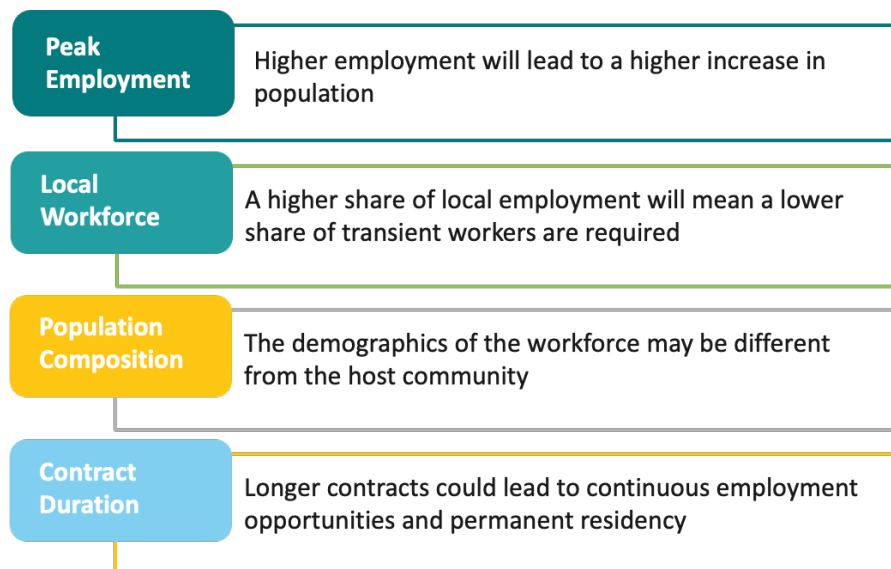 Peak
Employment
Higher employment will lead to a higher increase in
population
Local
Workforce
A higher share of local employment will mean a lower
share of transient workers are required
Population
Composition
The demographics of the workforce may be different
from the host community
Contract
Duration
Longer contracts could lead to continuous employment
opportunities and permanent residency